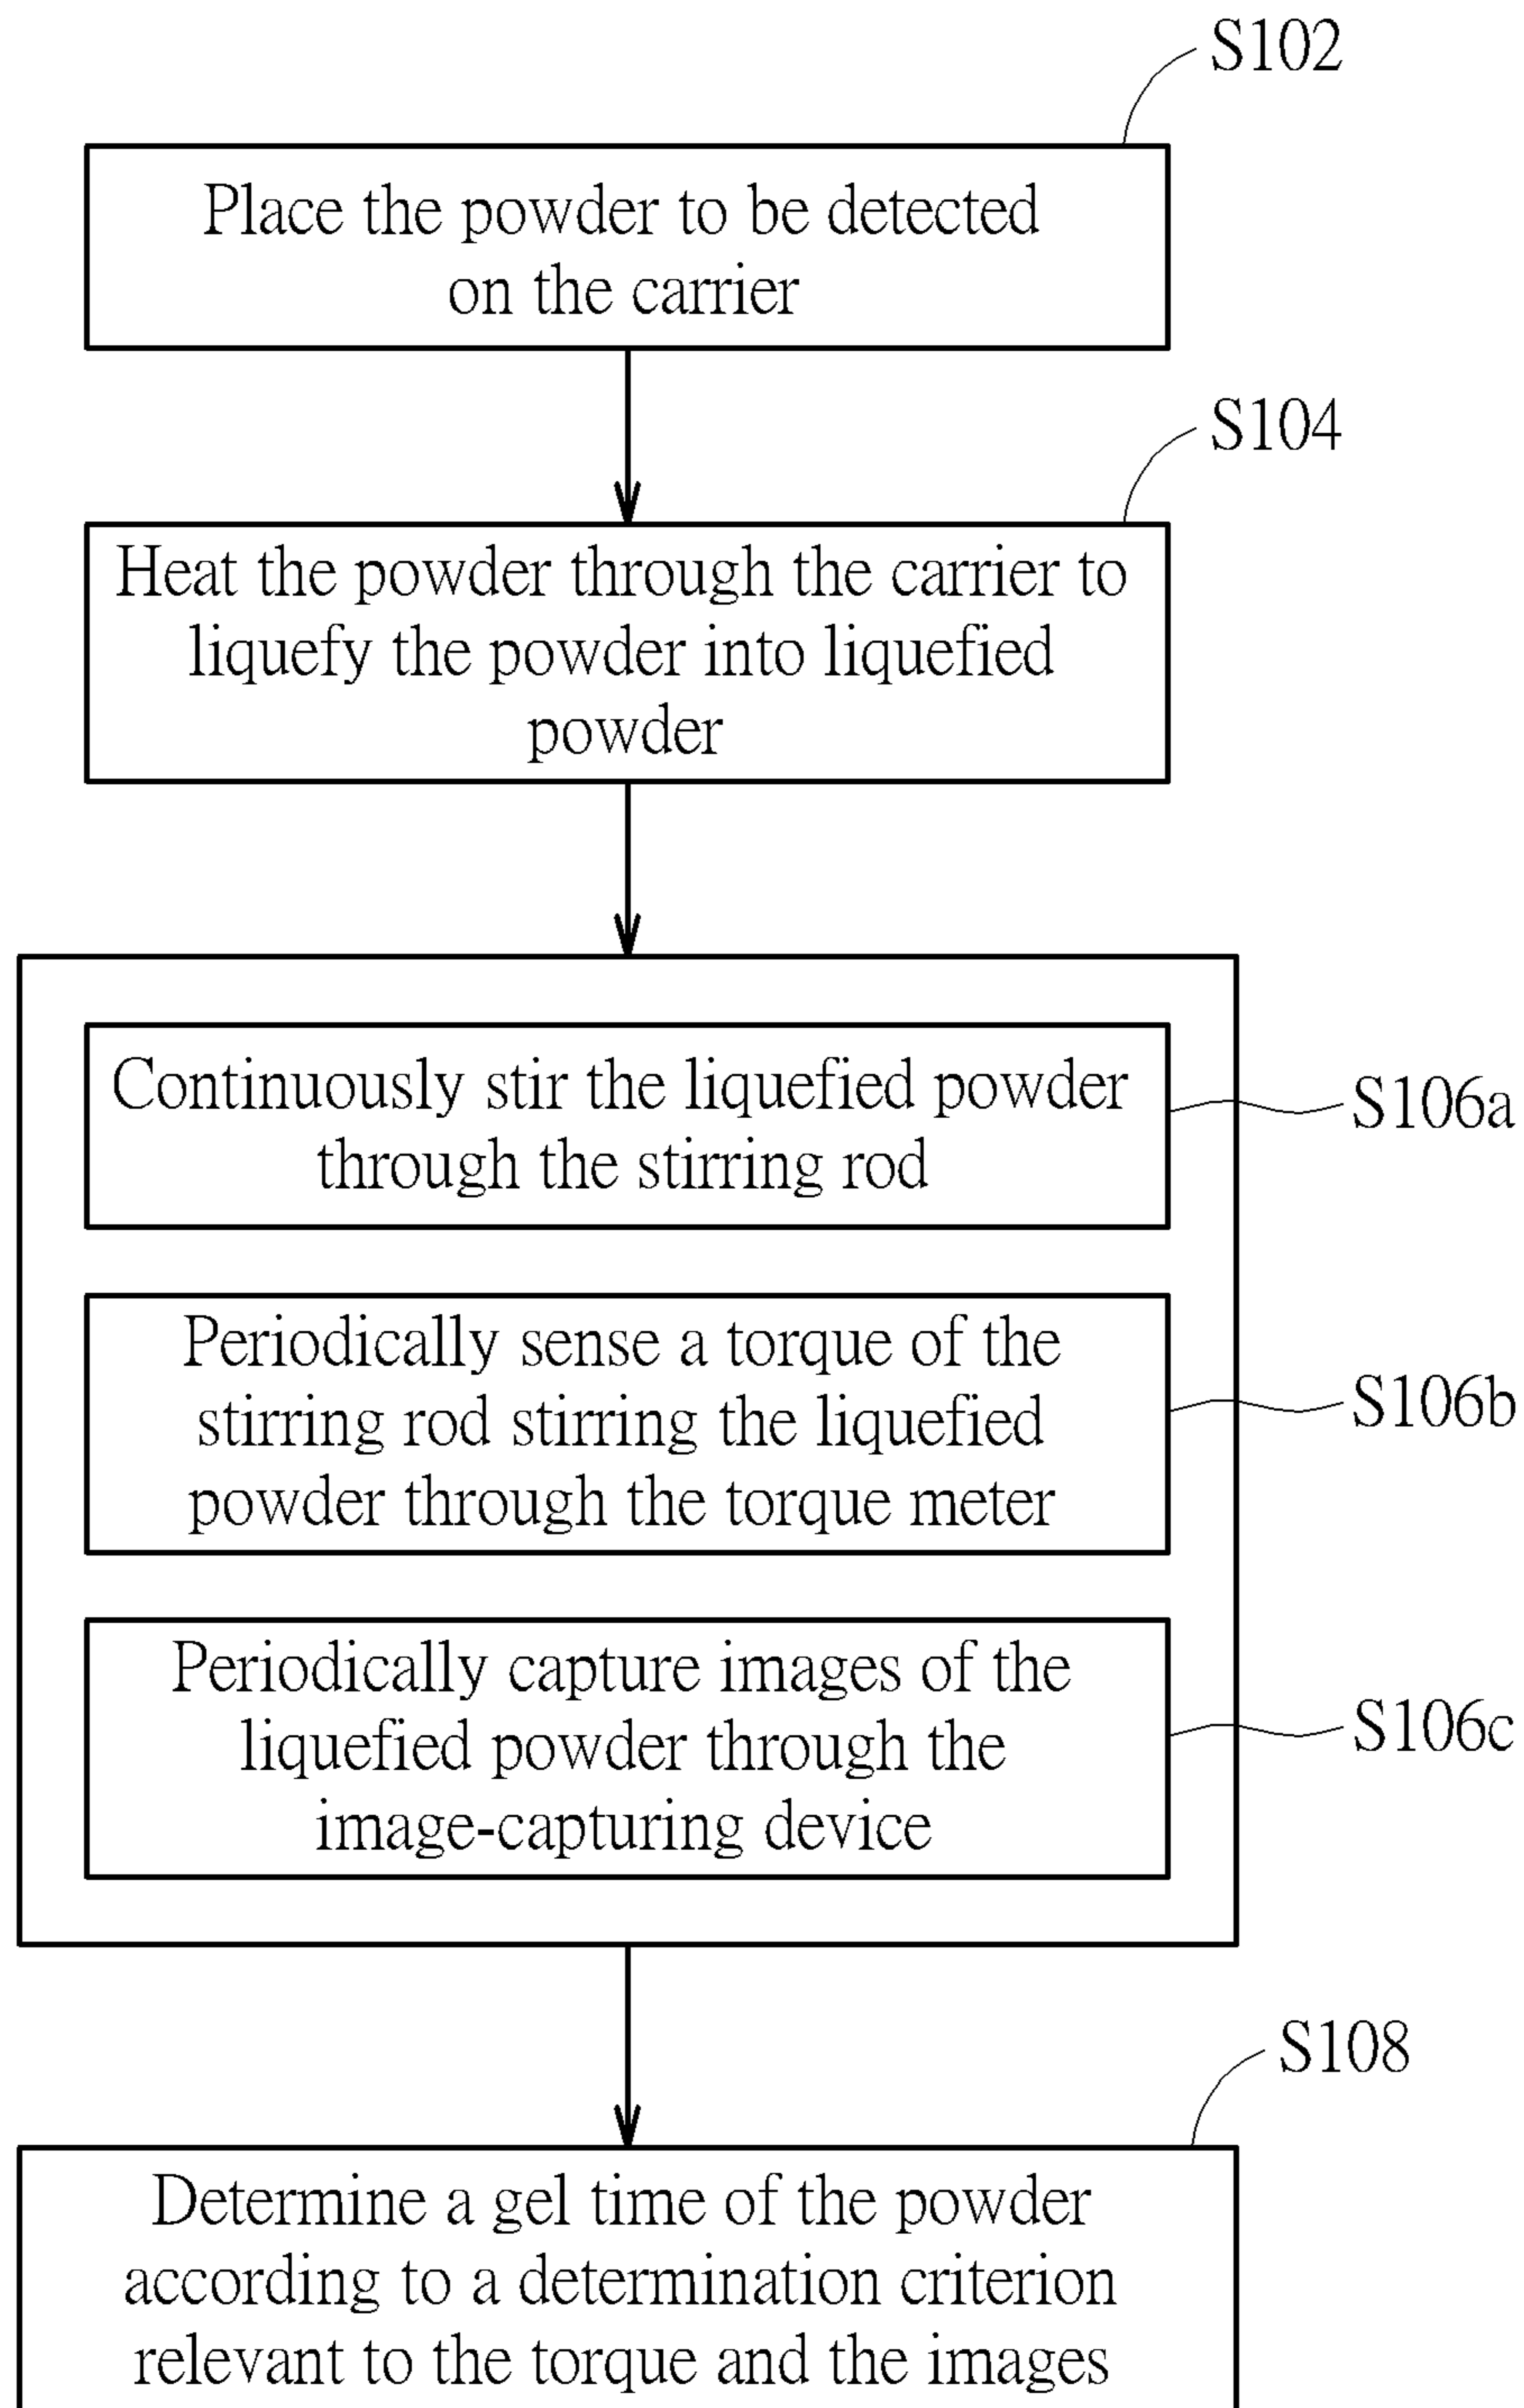 S102
Place the powder to be detected
on the carrier
S104
Heat the powder through the carrier to
liquefy the powder into liquefied
powder
Continuously stir the liquefied powder
through the stirring rod
S106a
Periodically sense a torque of the
stirring rod stirring the liquefied
powder through the torque meter
S106b
Periodically capture images of the
liquefied powder through the
image-capturing device
S106c
S108
Determine a gel time of the powder
according to a determination criterion
relevant to the torque and the images